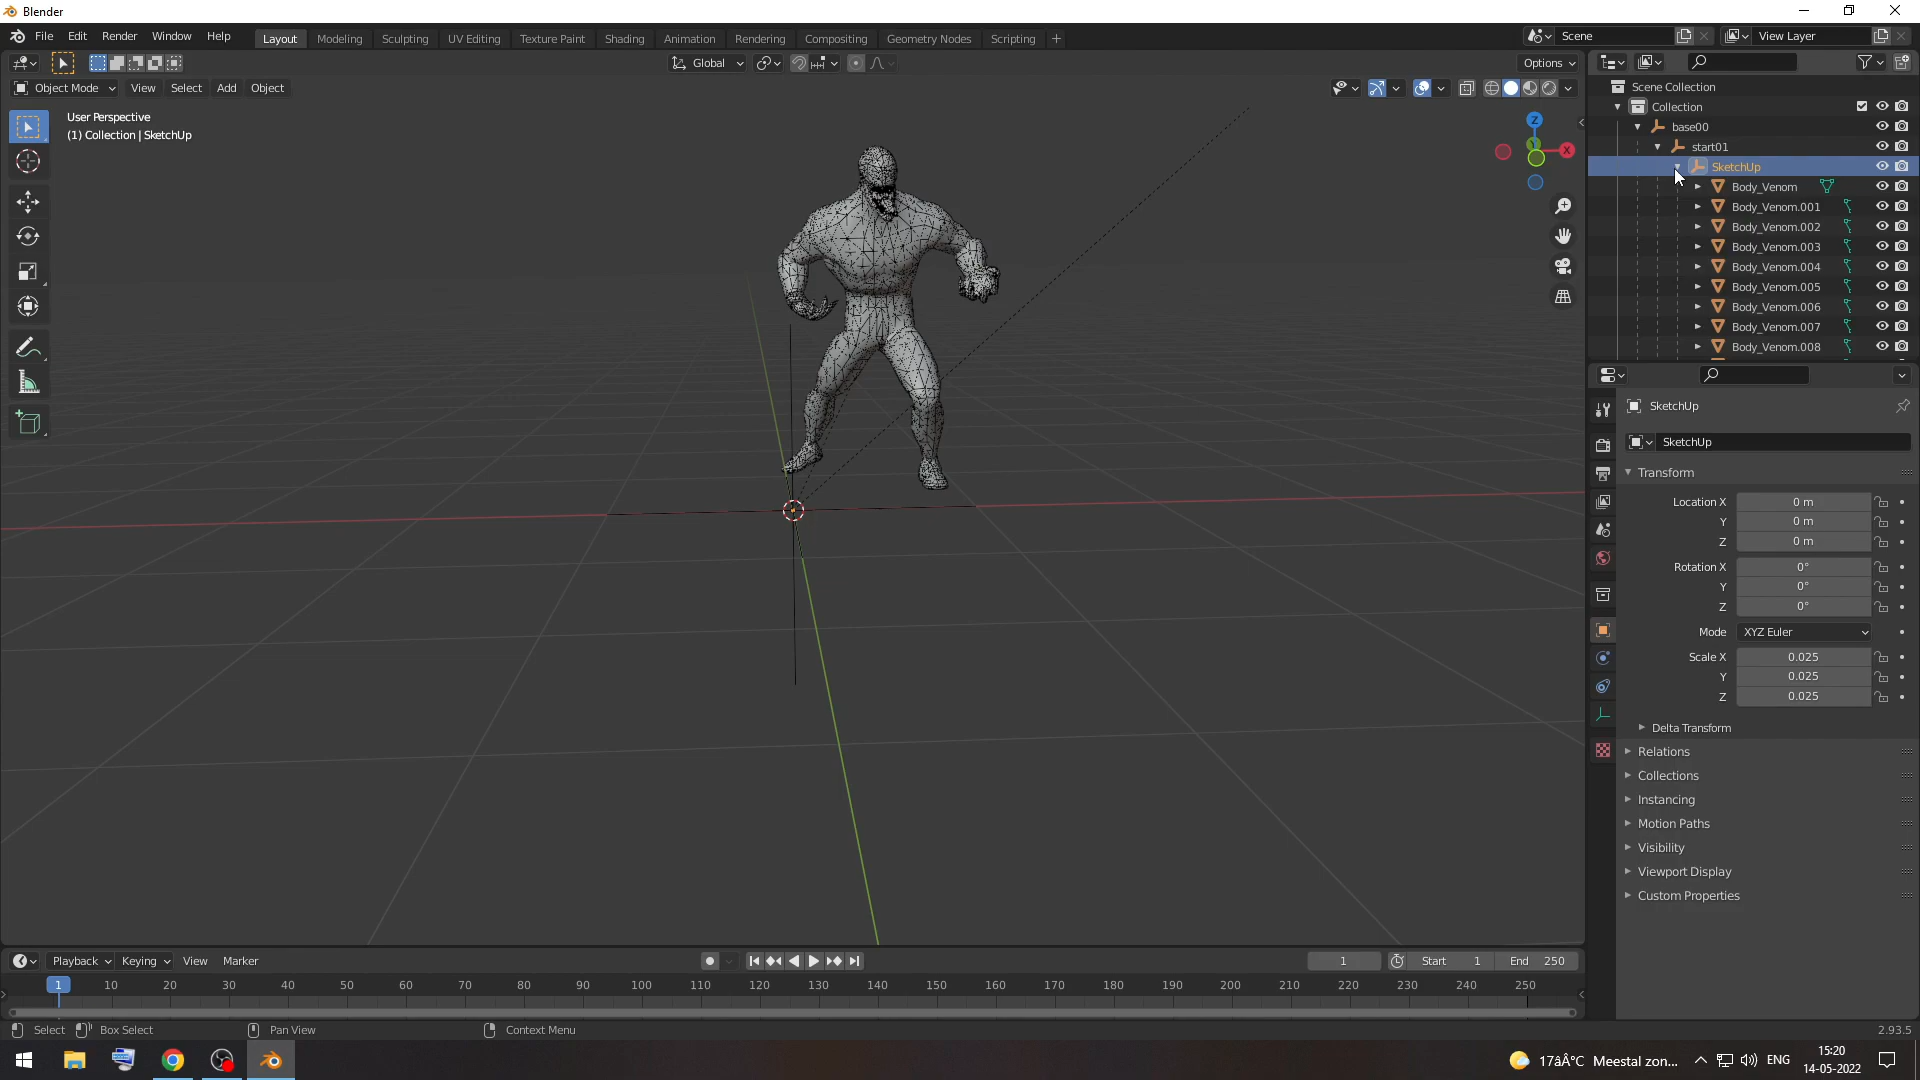 Blender
File Edit Render Window Help
Layout Modeling Sculpting UV Editing Texture Paint Shading Animation Rendering Compositing Geometry Nodes Scripting +
Scene
View Layer
Global
Options
Object Mode View Select Add Object
User Perspective
(1) Collection | SketchUp
Z
X
Scene Collection
Collection
base00
start01
SketchUp
Body_Venom
Body_Venom.001
Body_Venom.002
Body_Venom.003
Body_Venom.004
Body_Venom.005
Body_Venom.006
Body_Venom.007
Body_Venom.008
SketchUp
SketchUp
Transform
Location X 0 m
Y 0 m
Z 0 m
Rotation X 0°
Y 0°
Z 0°
Mode XYZ Euler
Scale X 0.025
Y 0.025
Z 0.025
Delta Transform
Relations
Collections
Instancing
Motion Paths
Visibility
Viewport Display
Custom Properties
Playback Keying View Marker
1 Start 1 End 250
1 10 20 30 40 50 60 70 80 90 100 110 120 130 140 150 160 170 180 190 200 210 220 230 240 250
Select Box Select Pan View Context Menu
2.93.5
17âÂ°C Meestal zon... ENG
15:20
14-05-2022